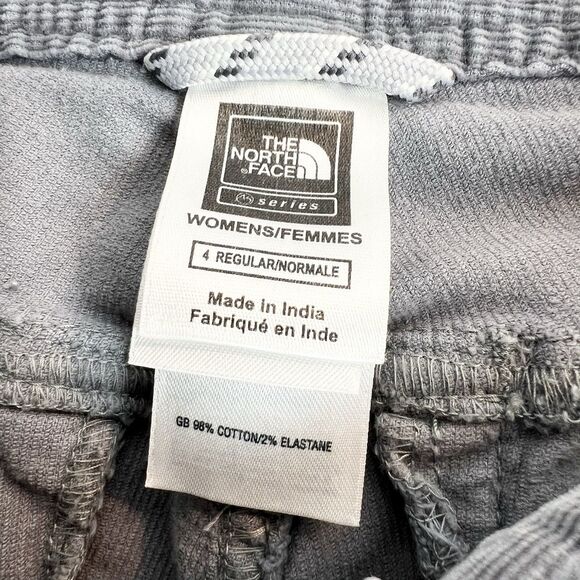 THE
NORTH
FACE
series
WOMENS/FEMMES
4 REGULAR/NORMALE
Made in India
Fabriqué en Inde
GB 98% COTTON/2% ELASTANE